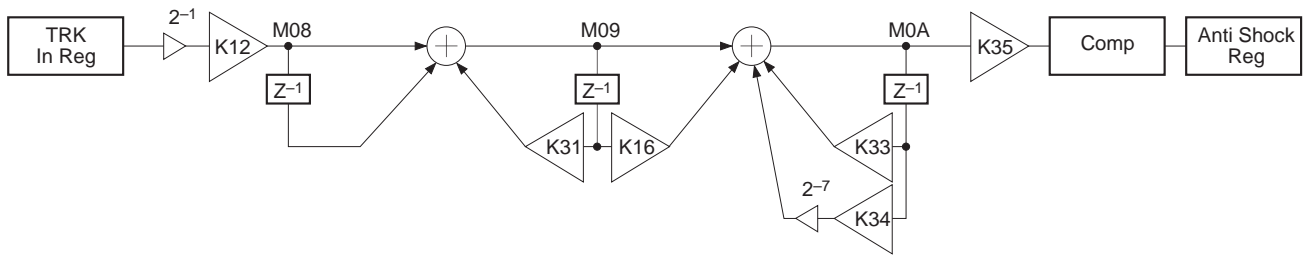 TRK
In Reg
2–1
K12
M08
Z–1
M09
Z–1
K31
K16
M0A
Z–1
K33
2–7
K34
K35
Comp
Anti Shock
Reg